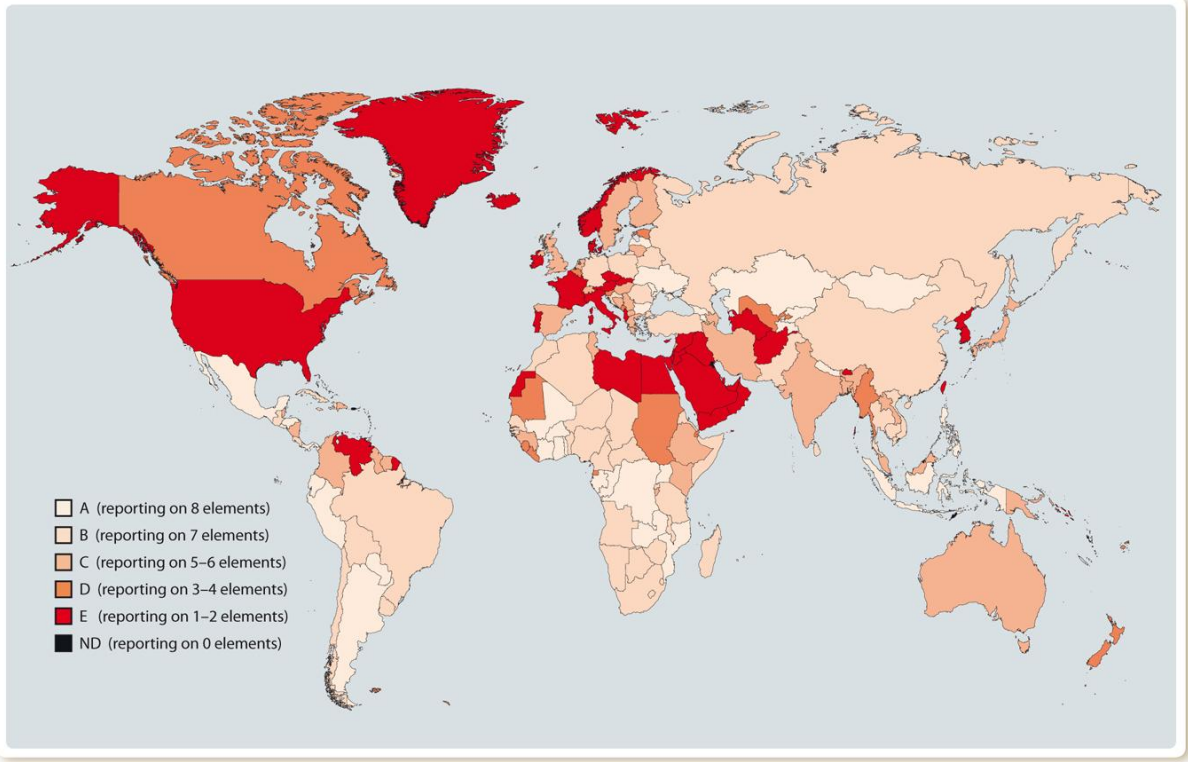 A (reporting on 8 elements)
B (reporting on 7 elements)
C (reporting on 5–6 elements)
D (reporting on 3–4 elements)
E (reporting on 1–2 elements)
ND (reporting on 0 elements)